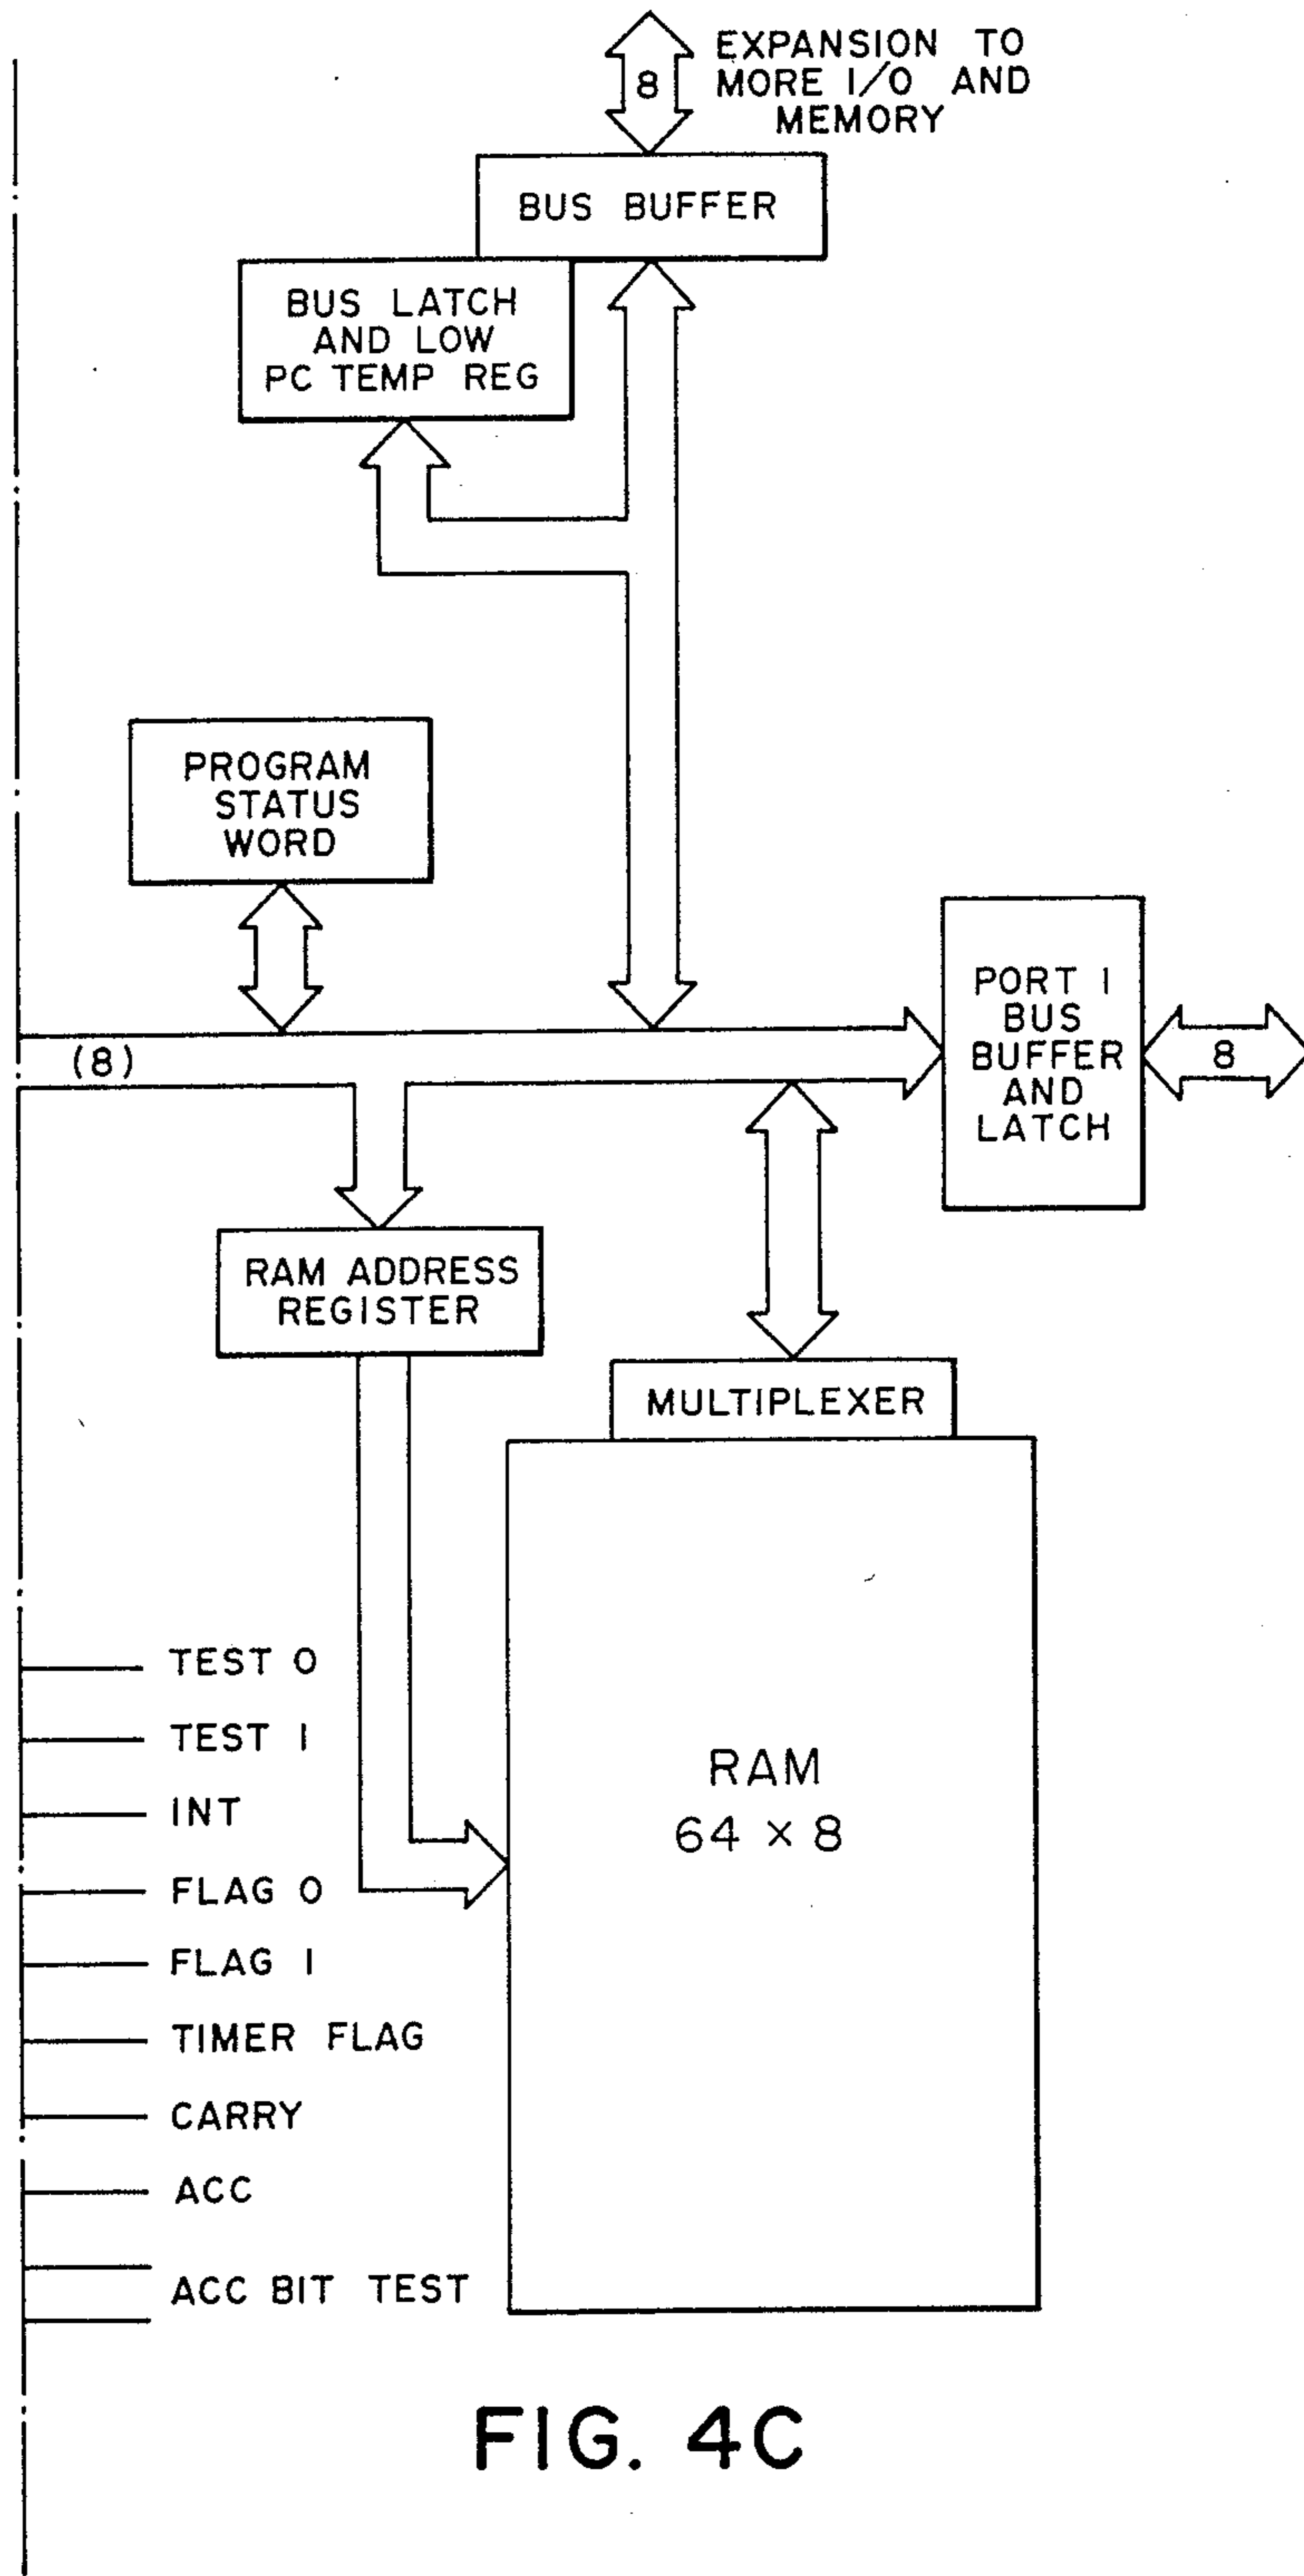 8
EXPANSION TO
MORE I/O AND
MEMORY
BUS BUFFER
BUS LATCH
AND LOW
PC TEMP REG
PROGRAM
STATUS
WORD
(8)
PORT 1
BUS
BUFFER
AND
LATCH
8
RAM ADDRESS
REGISTER
MULTIPLEXER
RAM
64 × 8
TEST 0
TEST 1
INT
FLAG 0
FLAG 1
TIMER FLAG
CARRY
ACC
ACC BIT TEST
FIG. 4C